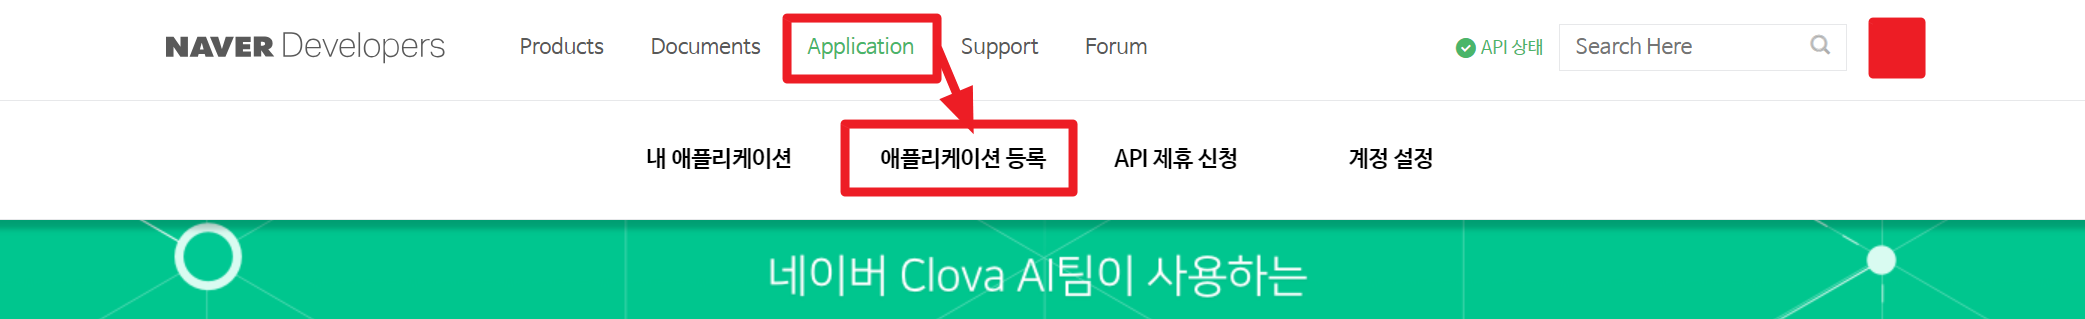 NAVER Developers
Products Documents Application Support Forum
API 상태
Search Here
내 애플리케이션 애플리케이션 등록 API 제휴 신청 계정 설정
네이버 Clova AI팀이 사용하는